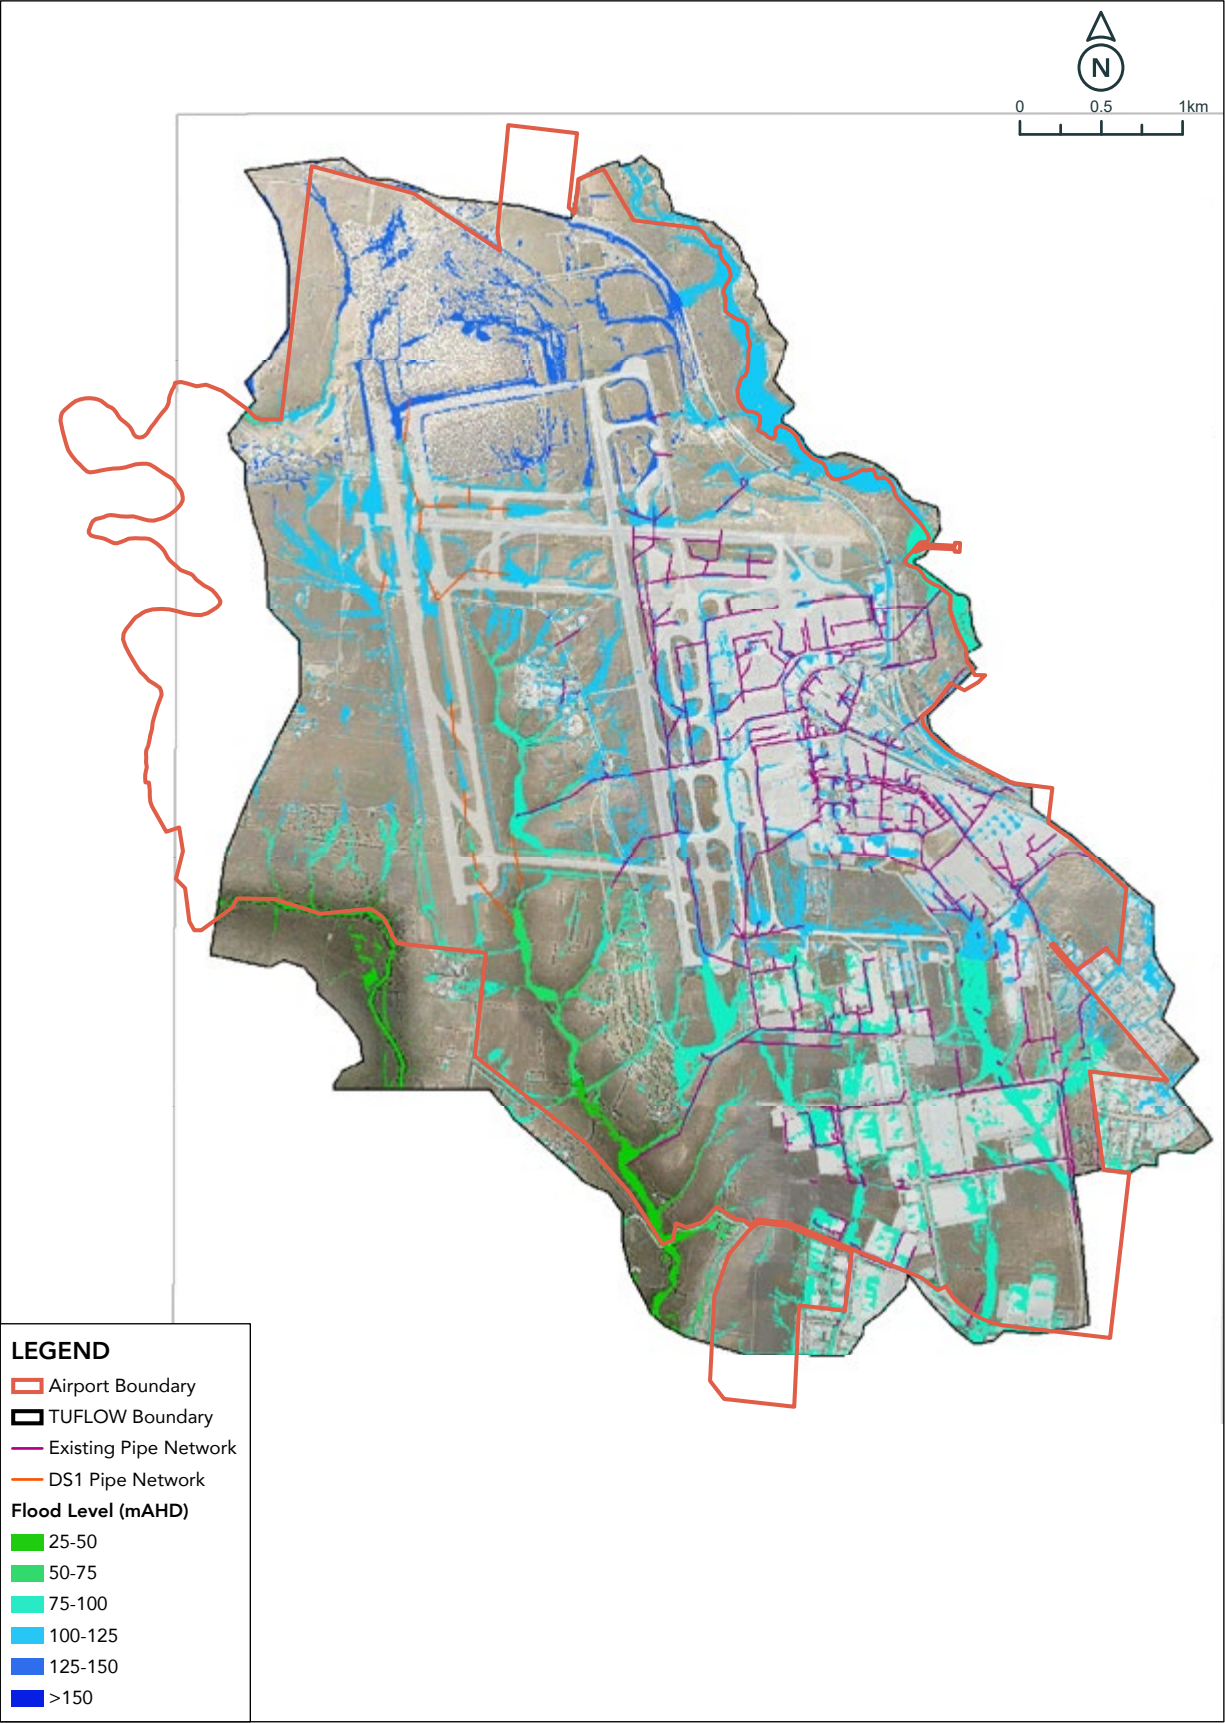 N
0 0.5 1km
LEGEND
Airport Boundary
TUFLOW Boundary
Existing Pipe Network
DS1 Pipe Network
Flood Level (mAHD)
25-50
50-75
75-100
100-125
125-150
>150